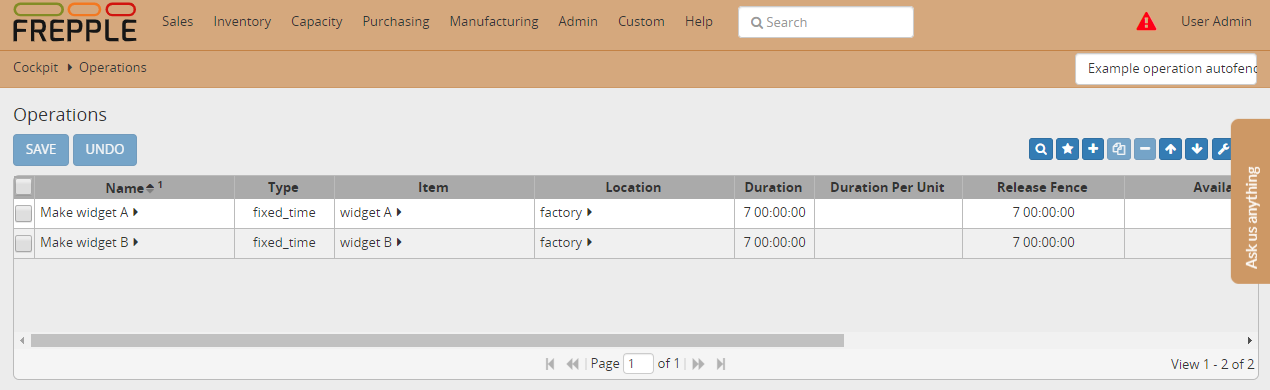 FREPPLE Sales Inventory Capacity Purchasing Manufacturing Admin Custom Help Search User Admin
Cockpit Operations Example operation autofenc
Operations
SAVE UNDO
Name 1 Type Item Location Duration Duration Per Unit Release Fence Availa
Make widget A fixed_time widget A factory 7 00:00:00 7 00:00:00
Make widget B fixed_time widget B factory 7 00:00:00 7 00:00:00
Page 1 of 1 View 1 - 2 of 2
Ask us anything